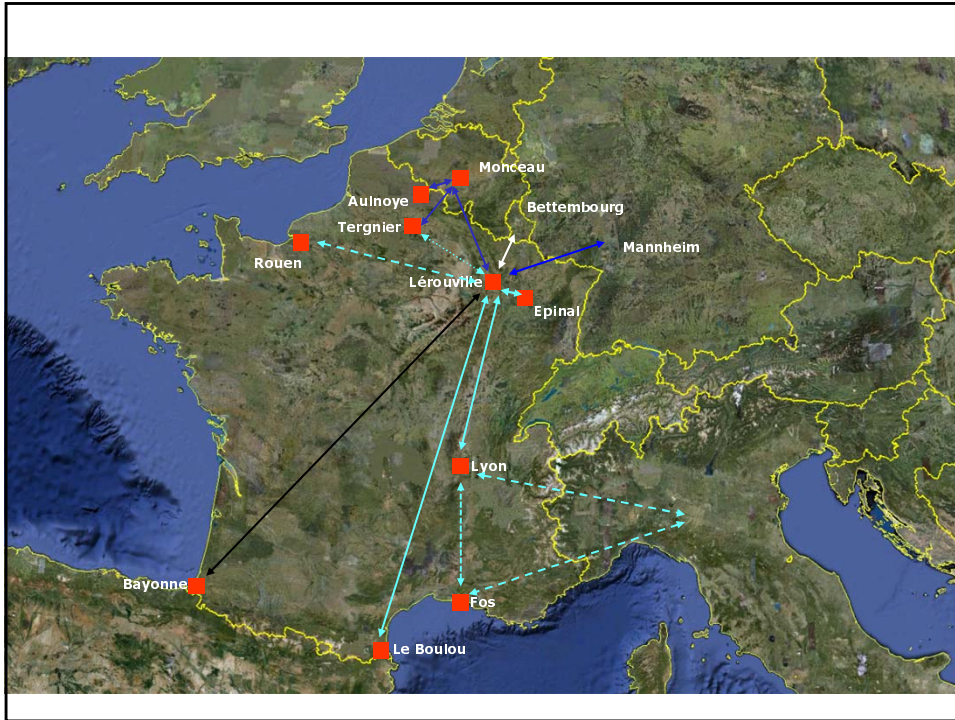 Monceau
Aulnoye
Bettembourg
Tergnier
Mannheim
Rouen
Lérouville
Epinal
Lyon
Bayonne
Fos
Le Boulou